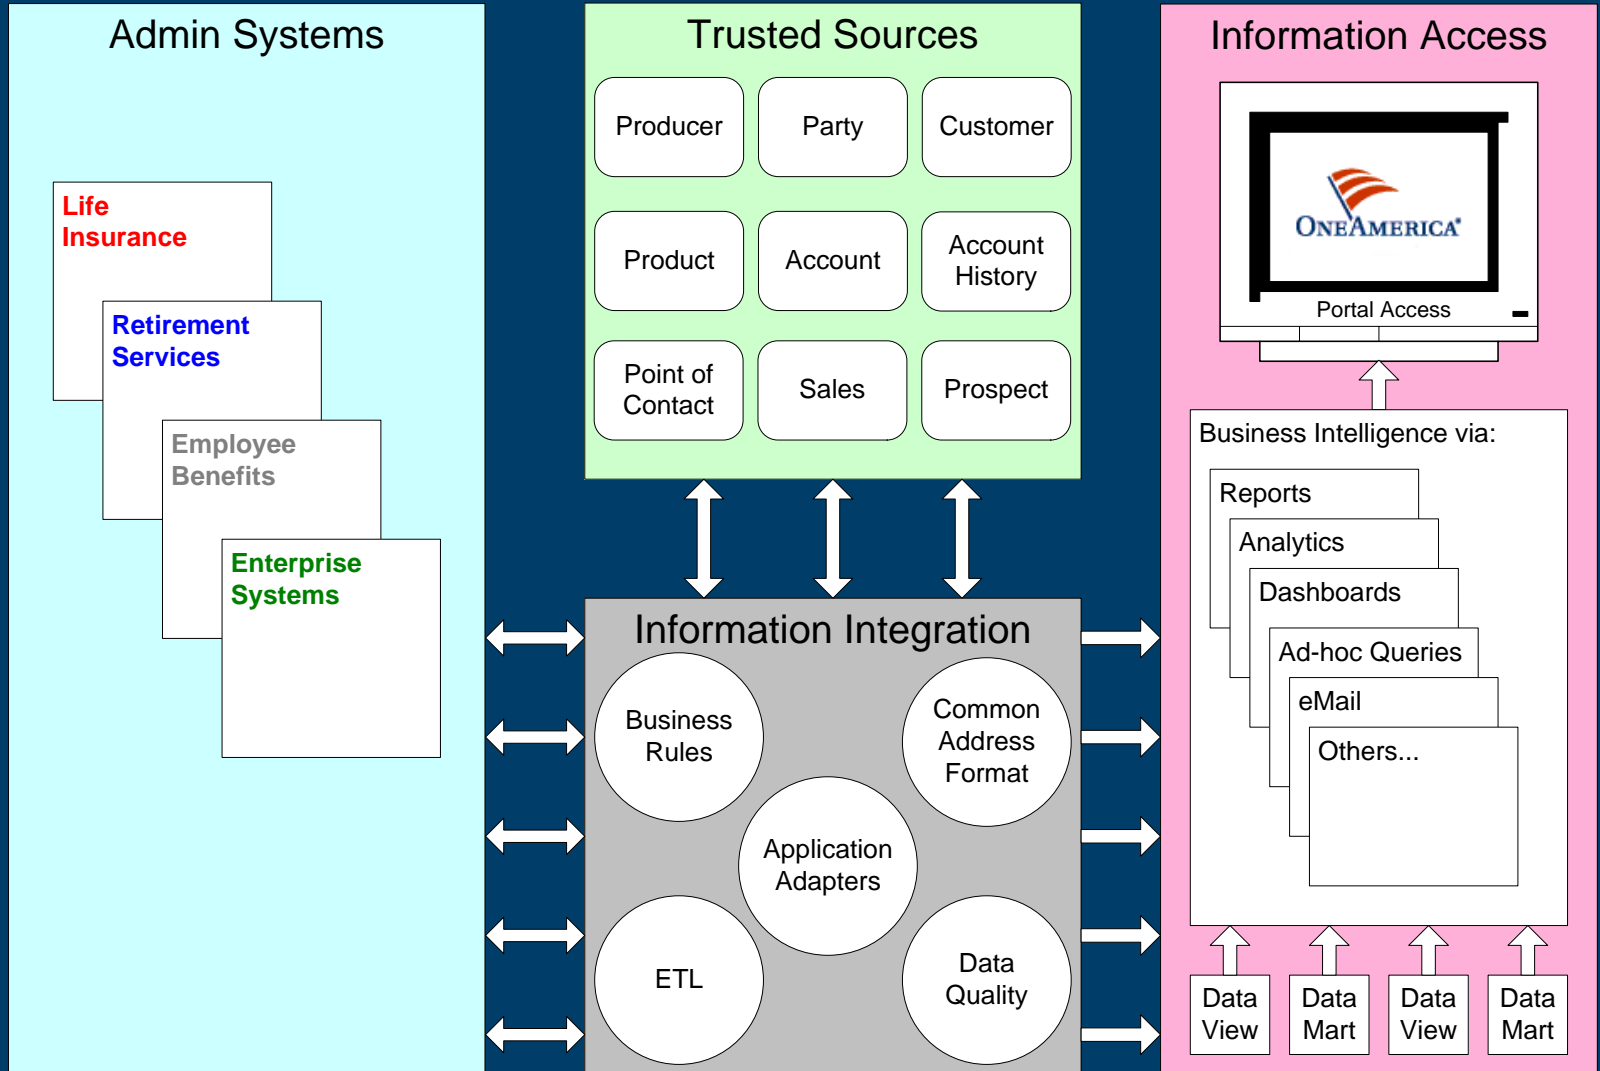 Admin Systems
Life
Insurance
Retirement
Services
Employee
Benefits
Enterprise
Systems
Trusted Sources
Producer
Party
Customer
Product
Account
Account
History
Point of
Contact
Sales
Prospect
Information Integration
Business
Rules
Common
Address
Format
Application
Adapters
ETL
Data
Quality
Information Access
ONEAMERICA®
Portal Access
Business Intelligence via:
Reports
Analytics
Dashboards
Ad-hoc Queries
eMail
Others...
Data
View
Data
Mart
Data
View
Data
Mart